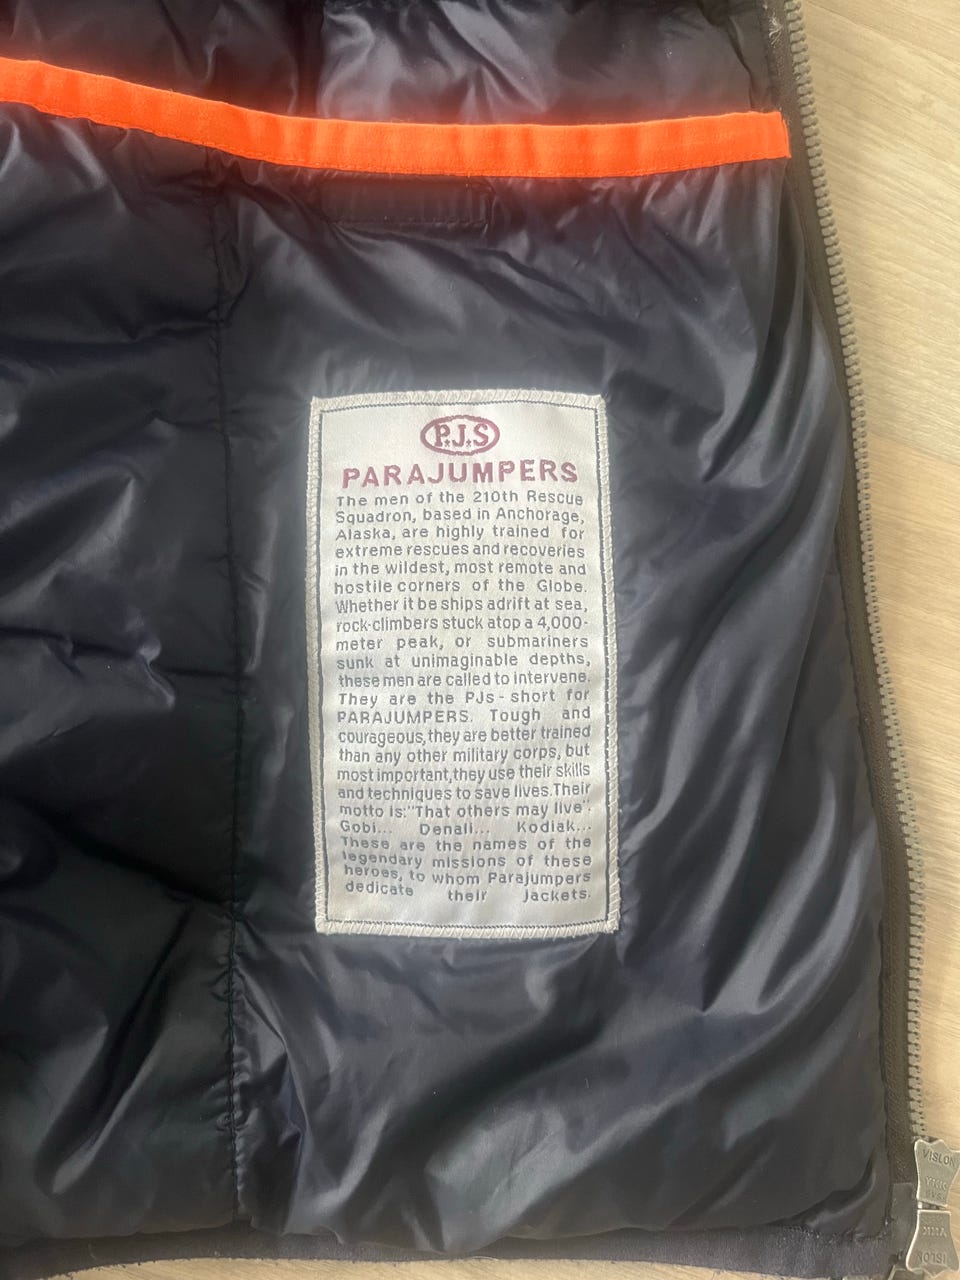 P.J.S
PARAJUMPERS
The men of the 210th Rescue
Squadron, based in Anchorage,
Alaska, are highly trained for
extreme rescues and recoveries
in the wildest, most remote and
hostile corners of the Globe.
Whether it be ships adrift at sea,
rock-climbers stuck atop a 4,000-
meter peak, or submariners
sunk at unimaginable depths,
these men are called to intervene.
They are the PJs - short for
PARAJUMPERS. Tough and
courageous, they are better trained
than any other military corps, but
most important, they use their skills
and techniques to save lives. Their
motto is: "That others may live".
Gobi... Denali... Kodiak...
These are the names of the
legendary missions of these
heroes, to whom Parajumpers
dedicate their jackets.
VISLON
YKK
VISLON